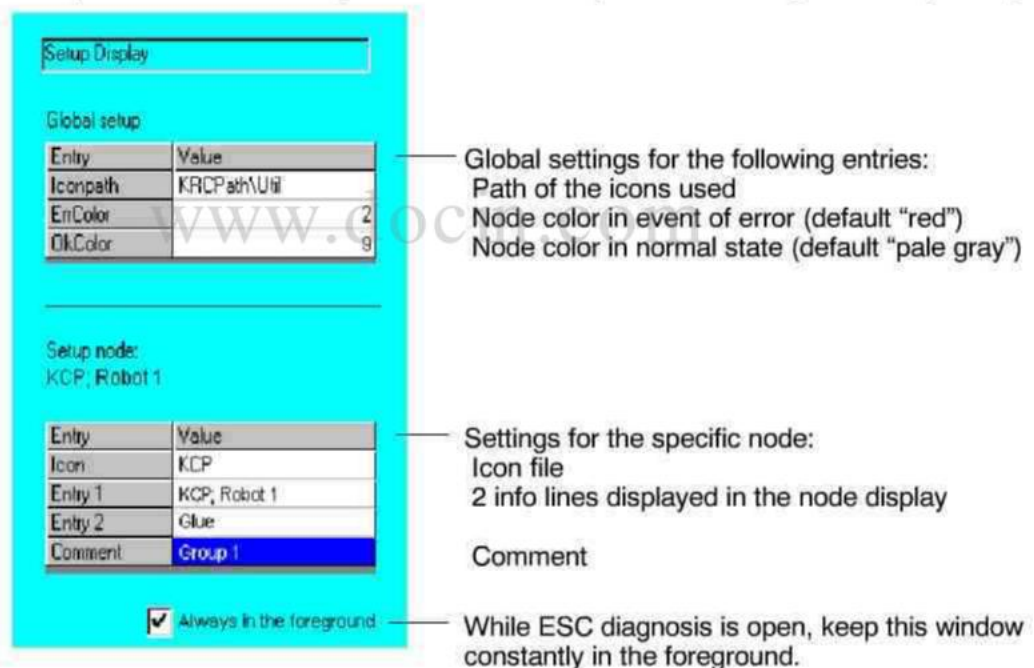 Setup Display
Global setup
Entry Value
Iconpath KRCPath\Util
ErrColor 2
OkColor 9
Global settings for the following entries:
Path of the icons used
Node color in event of error (default “red”)
Node color in normal state (default “pale gray”)
www.docin.com
Setup node:
KCP; Robot 1
Entry Value
Icon KCP
Entry 1 KCP; Robot 1
Entry 2 Glue
Comment Group 1
Settings for the specific node:
Icon file
2 info lines displayed in the node display
Comment
Always in the foreground
While ESC diagnosis is open, keep this window
constantly in the foreground.